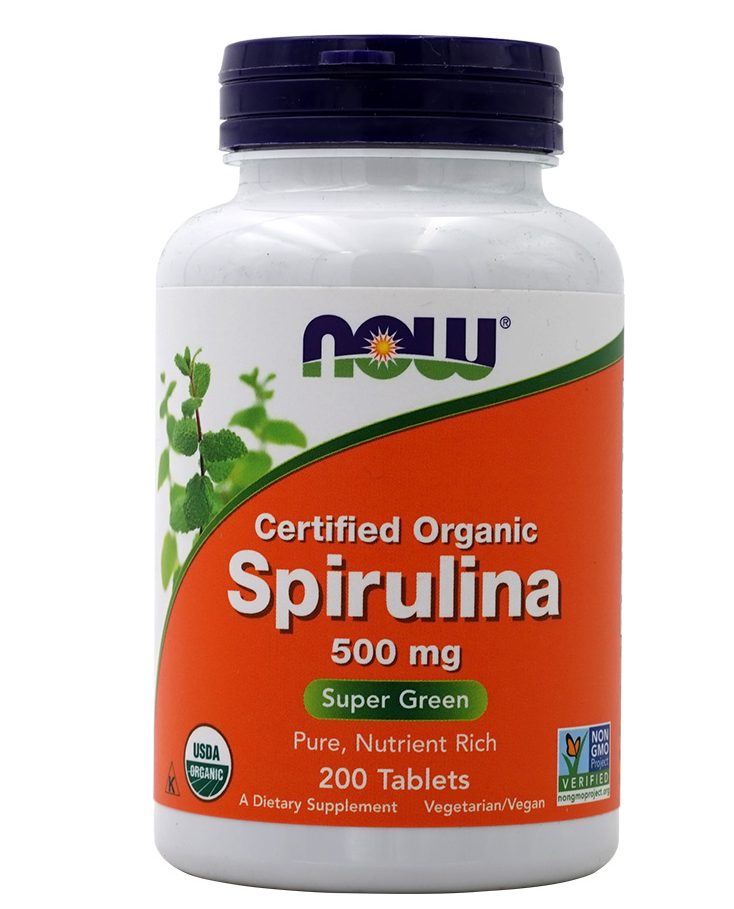 NOW®
Certified Organic
Spirulina
500 mg
Super Green
Pure, Nutrient Rich
200 Tablets
A Dietary Supplement Vegetarian/Vegan
K
USDA
ORGANIC
NON
GMO
Project
VERIFIED
nongmoproject.org